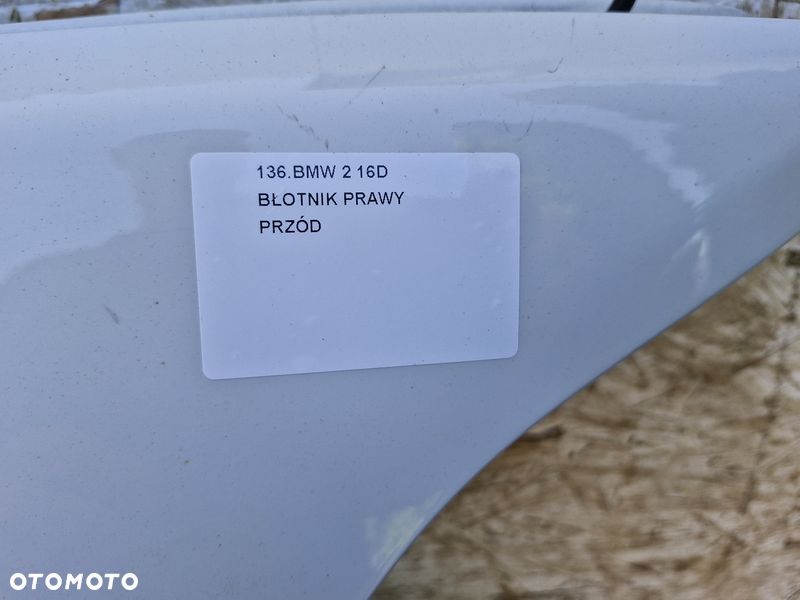 136.BMW 2 16D
BŁOTNIK PRAWY
PRZÓD
OTOMOTO